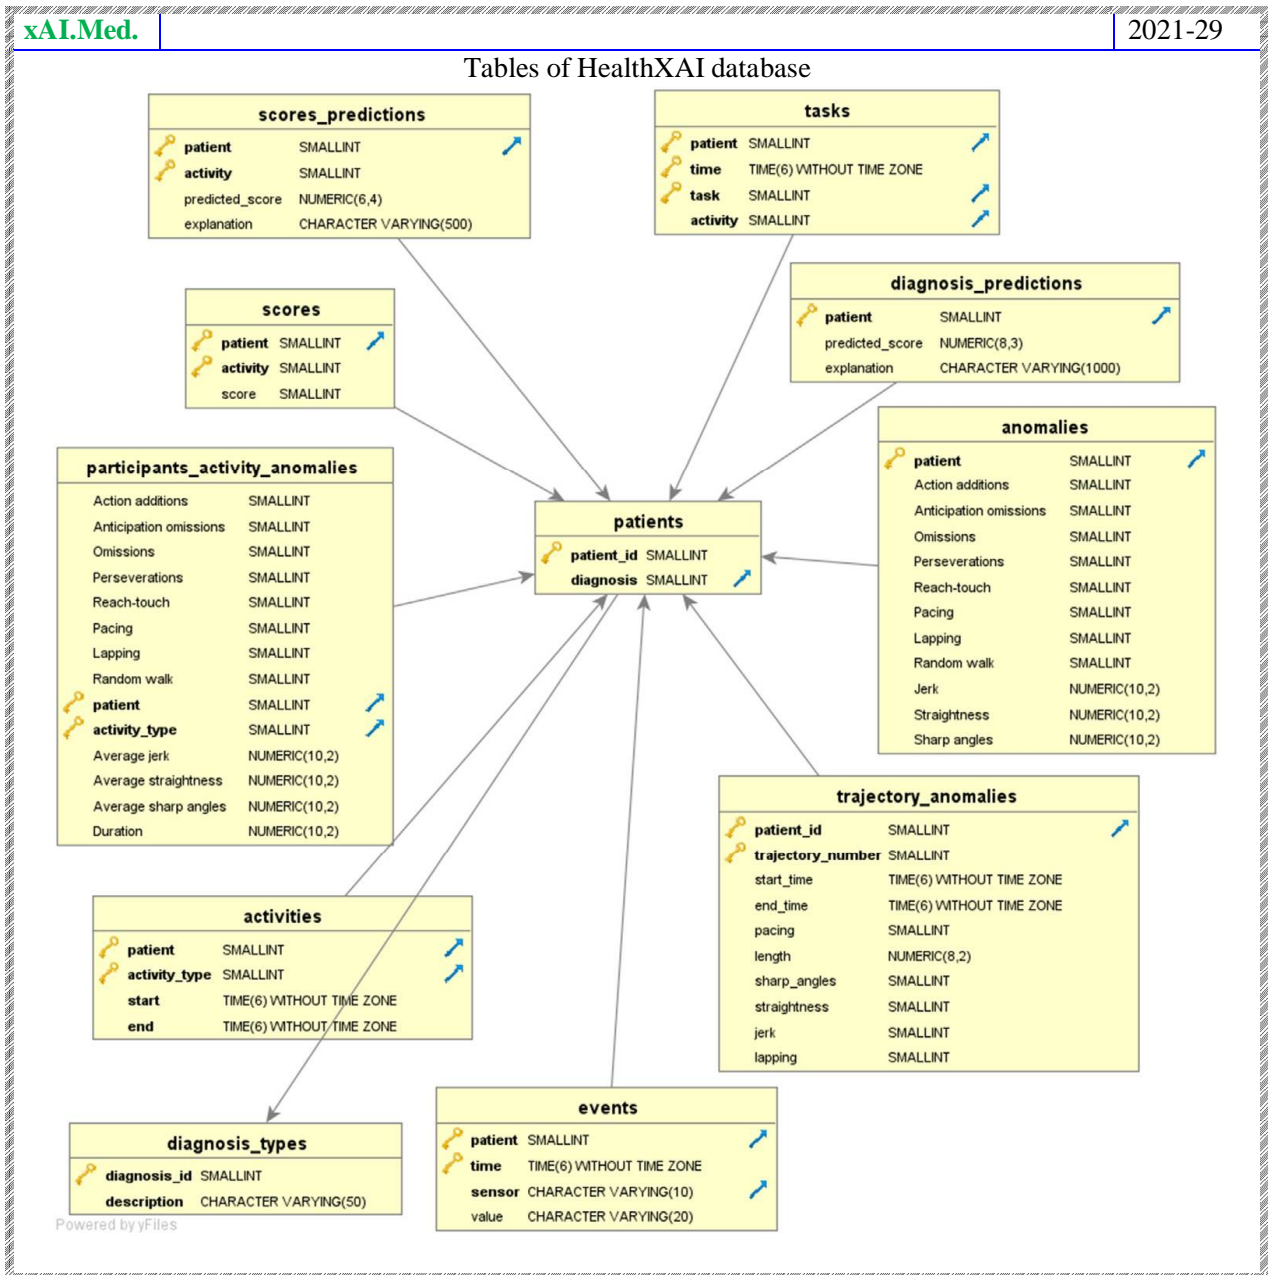 xAI.Med. 2021-29
Tables of HealthXAI database
scores_predictions
patient SMALLINT
activity SMALLINT
predicted_score NUMERIC(6,4)
explanation CHARACTER VARYING(500)
tasks
patient SMALLINT
time TIME(6) WITHOUT TIME ZONE
task SMALLINT
activity SMALLINT
diagnosis_predictions
patient SMALLINT
predicted_score NUMERIC(8,3)
explanation CHARACTER VARYING(1000)
scores
patient SMALLINT
activity SMALLINT
score SMALLINT
anomalies
patient SMALLINT
Action additions SMALLINT
Anticipation omissions SMALLINT
Omissions SMALLINT
Perseverations SMALLINT
Reach-touch SMALLINT
Pacing SMALLINT
Lapping SMALLINT
Random walk SMALLINT
Jerk NUMERIC(10,2)
Straightness NUMERIC(10,2)
Sharp angles NUMERIC(10,2)
participants_activity_anomalies
Action additions SMALLINT
Anticipation omissions SMALLINT
Omissions SMALLINT
Perseverations SMALLINT
Reach-touch SMALLINT
Pacing SMALLINT
Lapping SMALLINT
Random walk SMALLINT
patient SMALLINT
activity_type SMALLINT
Average jerk NUMERIC(10,2)
Average straightness NUMERIC(10,2)
Average sharp angles NUMERIC(10,2)
Duration NUMERIC(10,2)
patients
patient_id SMALLINT
diagnosis SMALLINT
trajectory_anomalies
patient_id SMALLINT
trajectory_number SMALLINT
start_time TIME(6) WITHOUT TIME ZONE
end_time TIME(6) WITHOUT TIME ZONE
pacing SMALLINT
length NUMERIC(8,2)
sharp_angles SMALLINT
straightness SMALLINT
jerk SMALLINT
lapping SMALLINT
activities
patient SMALLINT
activity_type SMALLINT
start TIME(6) WITHOUT TIME ZONE
end TIME(6) WITHOUT TIME ZONE
events
patient SMALLINT
time TIME(6) WITHOUT TIME ZONE
sensor CHARACTER VARYING(10)
value CHARACTER VARYING(20)
diagnosis_types
diagnosis_id SMALLINT
description CHARACTER VARYING(50)
Powered by yFiles